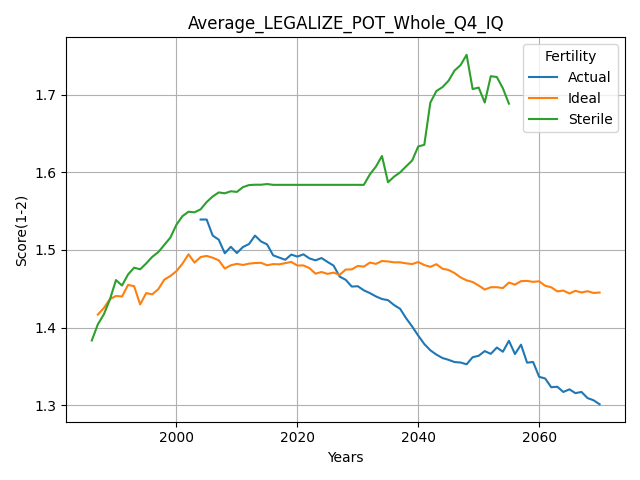 Average_LEGALIZE_POT_Whole_Q4_IQ
Fertility
Actual
Ideal
Sterile
Score(1-2)
1.7
1.6
1.5
1.4
1.3
2000 2020 2040 2060
Years